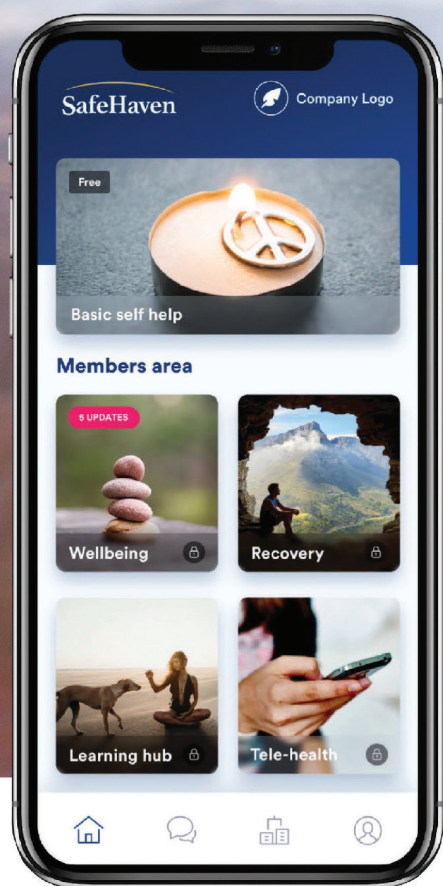 SafeHaven
Company Logo
Free
Basic self help
Members area
5 UPDATES
Wellbeing
Recovery
Learning hub
Tele-health